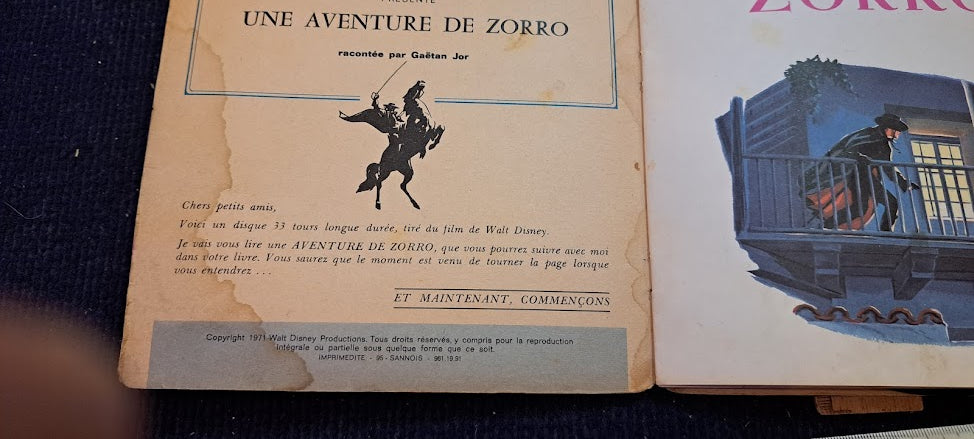 PRÉSENTE
UNE AVENTURE DE ZORRO
racontée par Gaëtan Jor
Chers petits amis,
Voici un disque 33 tours longue durée, tiré du film de Walt Disney.
Je vais vous lire une AVENTURE DE ZORRO, que vous pourrez suivre avec moi
dans votre livre. Vous saurez que le moment est venu de tourner la page lorsque
vous entendrez . . .
ET MAINTENANT, COMMENÇONS
Copyright 1971 Walt Disney Productions. Tous droits réservés, y compris pour la reproduction
intégrale ou partielle sous quelque forme que ce soit.
IMPRIMEDITE - 95 - SANNOIS - 961.19.91
ZORRO